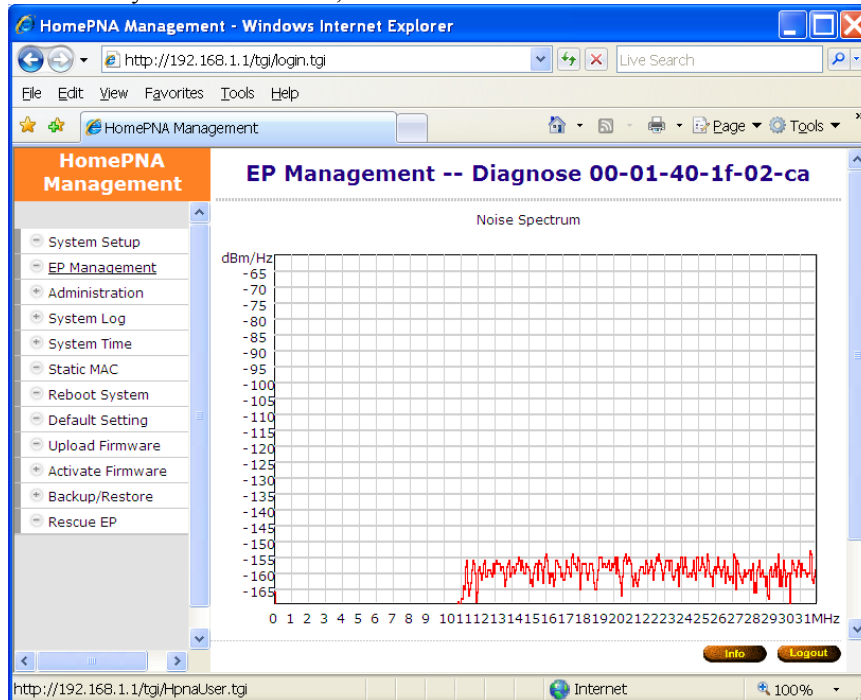 HomePNA Management - Windows Internet Explorer
http://192.168.1.1/tgi/login.tgi
Live Search
File Edit View Favorites Tools Help
HomePNA Management
Page Tools »
HomePNA
Management
System Setup
EP Management
Administration
System Log
System Time
Static MAC
Reboot System
Default Setting
Upload Firmware
Activate Firmware
Backup/Restore
Rescue EP
EP Management -- Diagnose 00-01-40-1f-02-ca
Noise Spectrum
dBm/Hz
-65
-70
-75
-80
-85
-90
-95
-100
-105
-110
-115
-120
-125
-130
-135
-140
-145
-150
-155
-160
-165
0 1 2 3 4 5 6 7 8 9 10111213141516171819202122232425262728293031MHz
Info Logout
http://192.168.1.1/tgi/HpnaUser.tgi Internet 100%